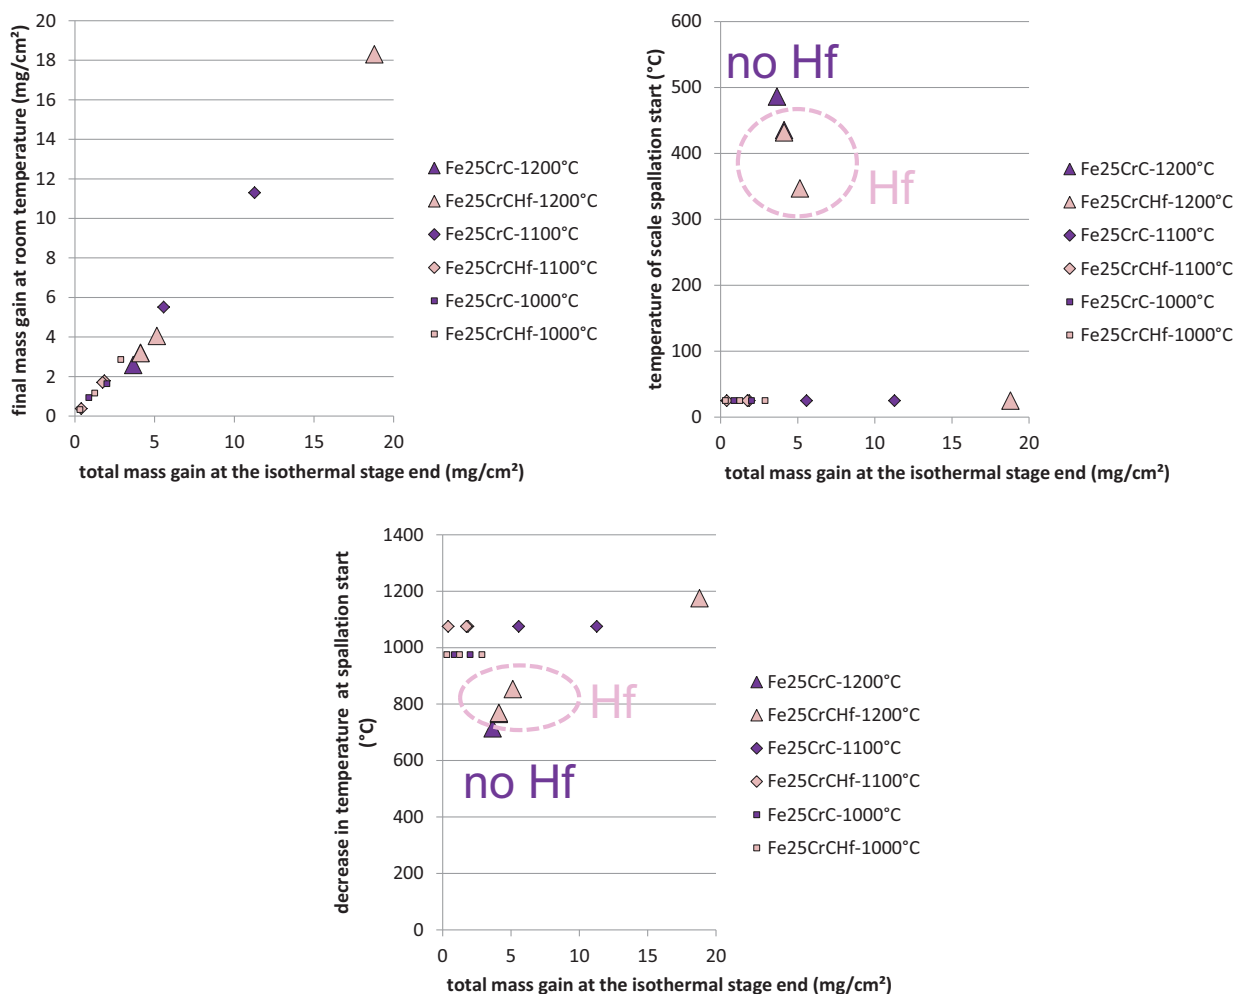 20
18
16
14
12
10
8
6
4
2
0
final mass gain at room temperature (mg/cm²)
0 5 10 15 20
total mass gain at the isothermal stage end (mg/cm²)
Fe25CrC-1200°C
Fe25CrCHf-1200°C
Fe25CrC-1100°C
Fe25CrCHf-1100°C
Fe25CrC-1000°C
Fe25CrCHf-1000°C
600
500
400
300
200
100
0
temperature of scale spallation start (°C)
no Hf
Hf
0 5 10 15 20
total mass gain at the isothermal stage end (mg/cm²)
Fe25CrC-1200°C
Fe25CrCHf-1200°C
Fe25CrC-1100°C
Fe25CrCHf-1100°C
Fe25CrC-1000°C
Fe25CrCHf-1000°C
1400
1200
1000
800
600
400
200
0
decrease in temperature at spallation start
(°C)
Hf
no Hf
0 5 10 15 20
total mass gain at the isothermal stage end (mg/cm²)
Fe25CrC-1200°C
Fe25CrCHf-1200°C
Fe25CrC-1100°C
Fe25CrCHf-1100°C
Fe25CrC-1000°C
Fe25CrCHf-1000°C